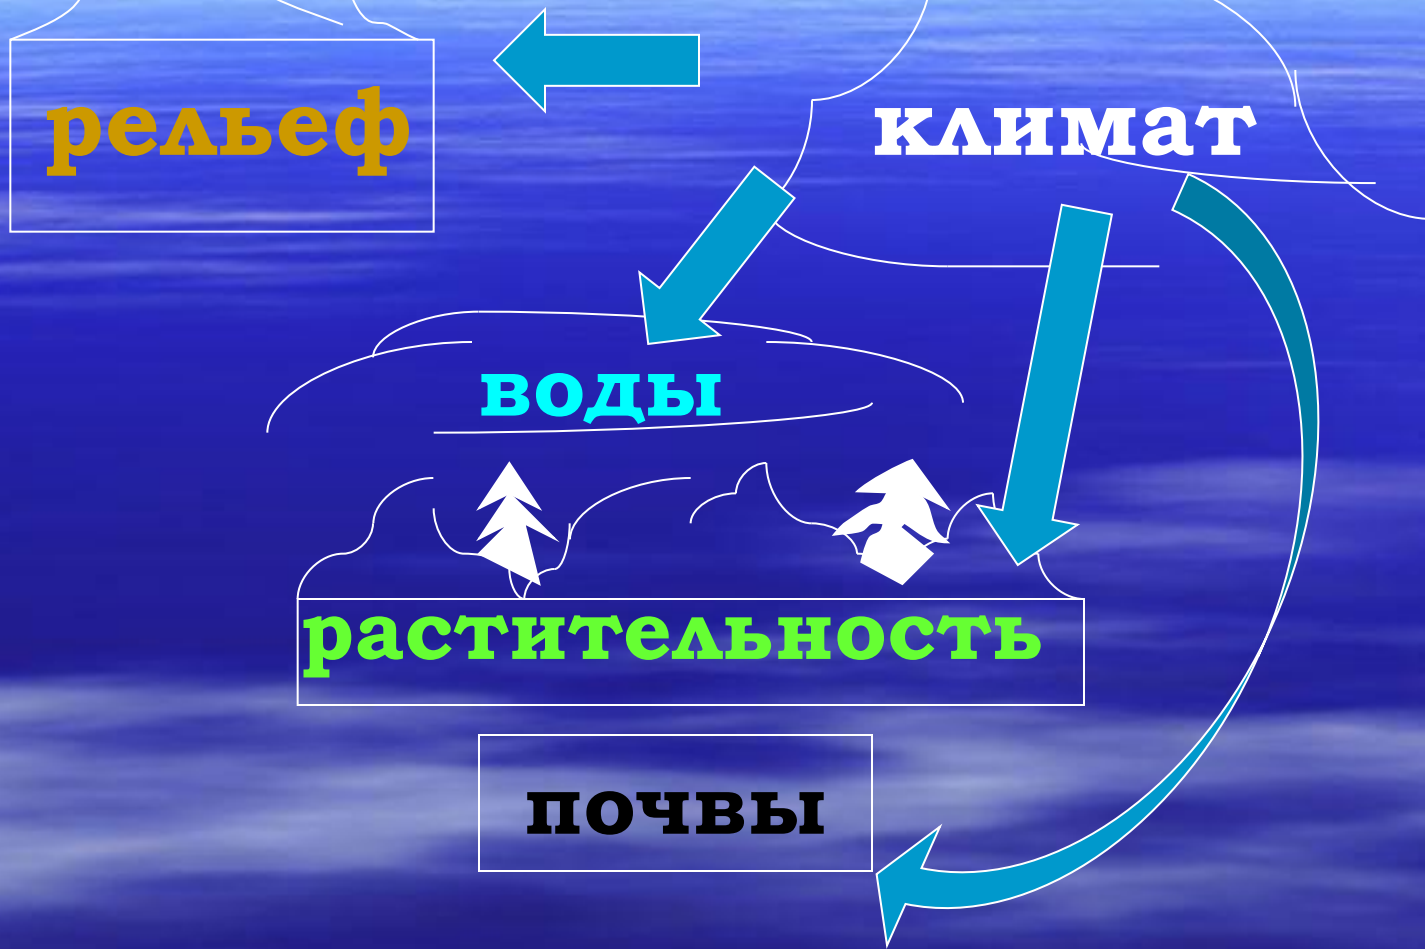 рельеф
климат
воды
растительность
почвы